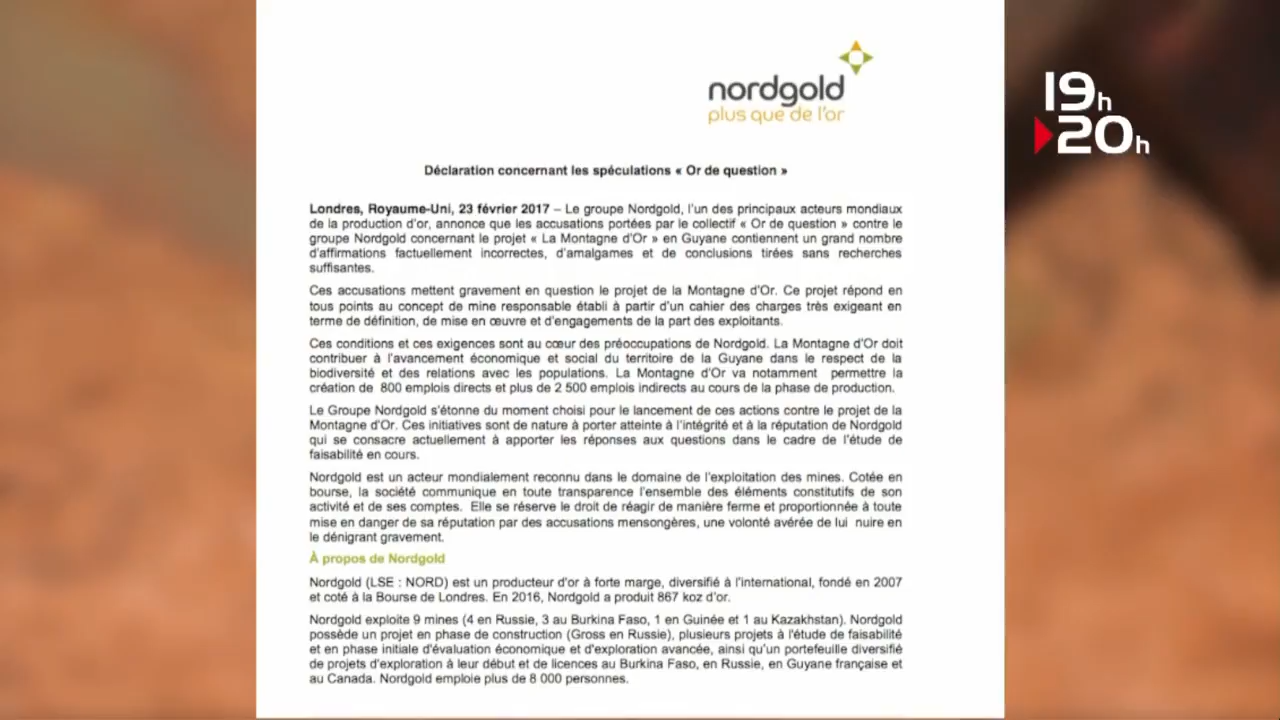 nordgold
plus que de l'or
19h
20h
Déclaration concernant les spéculations « Or de question »
Londres, Royaume-Uni, 23 février 2017 – Le groupe Nordgold, l'un des principaux acteurs mondiaux
de la production d'or, annonce que les accusations portées par le collectif « Or de question » contre le
groupe Nordgold concernant le projet « La Montagne d'Or » en Guyane contiennent un grand nombre
d'affirmations factuellement incorrectes, d'amalgames et de conclusions tirées sans recherches
suffisantes.
Ces accusations mettent gravement en question le projet de la Montagne d'Or. Ce projet répond en
tous points au concept de mine responsable établi à partir d'un cahier des charges très exigeant en
terme de définition, de mise en œuvre et d'engagements de la part des exploitants.
Ces conditions et ces exigences sont au cœur des préoccupations de Nordgold. La Montagne d'Or doit
contribuer à l'avancement économique et social du territoire de la Guyane dans le respect de la
biodiversité et des relations avec les populations. La Montagne d'Or va notamment permettre la
création de 800 emplois directs et plus de 2 500 emplois indirects au cours de la phase de production.
Le Groupe Nordgold s'étonne du moment choisi pour le lancement de ces actions contre le projet de la
Montagne d'Or. Ces initiatives sont de nature à porter atteinte à l'intégrité et à la réputation de Nordgold
qui se consacre actuellement à apporter les réponses aux questions dans le cadre de l'étude de
faisabilité en cours.
Nordgold est un acteur mondialement reconnu dans le domaine de l'exploitation des mines. Cotée en
bourse, la société communique en toute transparence l'ensemble des éléments constitutifs de son
activité et de ses comptes. Elle se réserve le droit de réagir de manière ferme et proportionnée à toute
mise en danger de sa réputation par des accusations mensongères, une volonté avérée de lui nuire en
le dénigrant gravement.
À propos de Nordgold
Nordgold (LSE : NORD) est un producteur d'or à forte marge, diversifié à l'international, fondé en 2007
et coté à la Bourse de Londres. En 2016, Nordgold a produit 867 koz d'or.
Nordgold exploite 9 mines (4 en Russie, 3 au Burkina Faso, 1 en Guinée et 1 au Kazakhstan). Nordgold
possède un projet en phase de construction (Gross en Russie), plusieurs projets à l'étude de faisabilité
et en phase initiale d'évaluation économique et d'exploration avancée, ainsi qu'un portefeuille diversifié
de projets d'exploration à leur début et de licences au Burkina Faso, en Russie, en Guyane française et
au Canada. Nordgold emploie plus de 8 000 personnes.